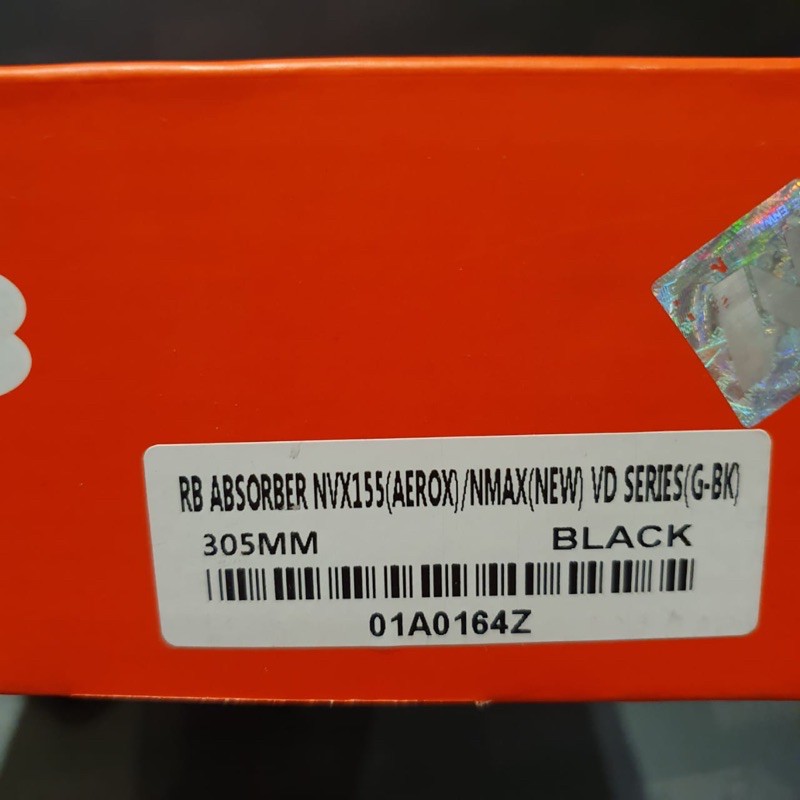 RB ABSORBER NVX155(AEROX)/NMAX(NEW) VD SERIES(G-BK)
305MM BLACK
01A0164Z